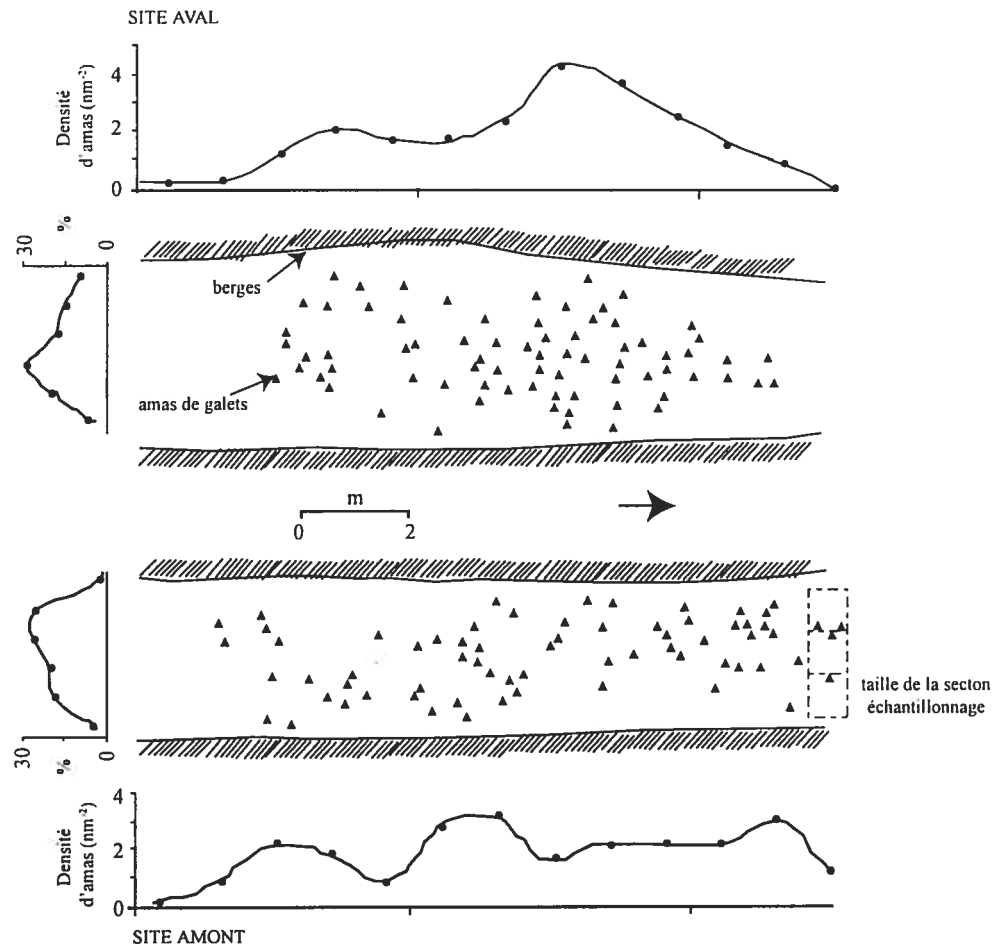 SITE AVAL
Densité
d'amas (nm⁻²)
4
2
0
30
%
0
berges
amas de galets
m
0 2
30
%
0
taille de la secton
échantillonnage
Densité
d'amas (nm⁻²)
4
2
0
SITE AMONT